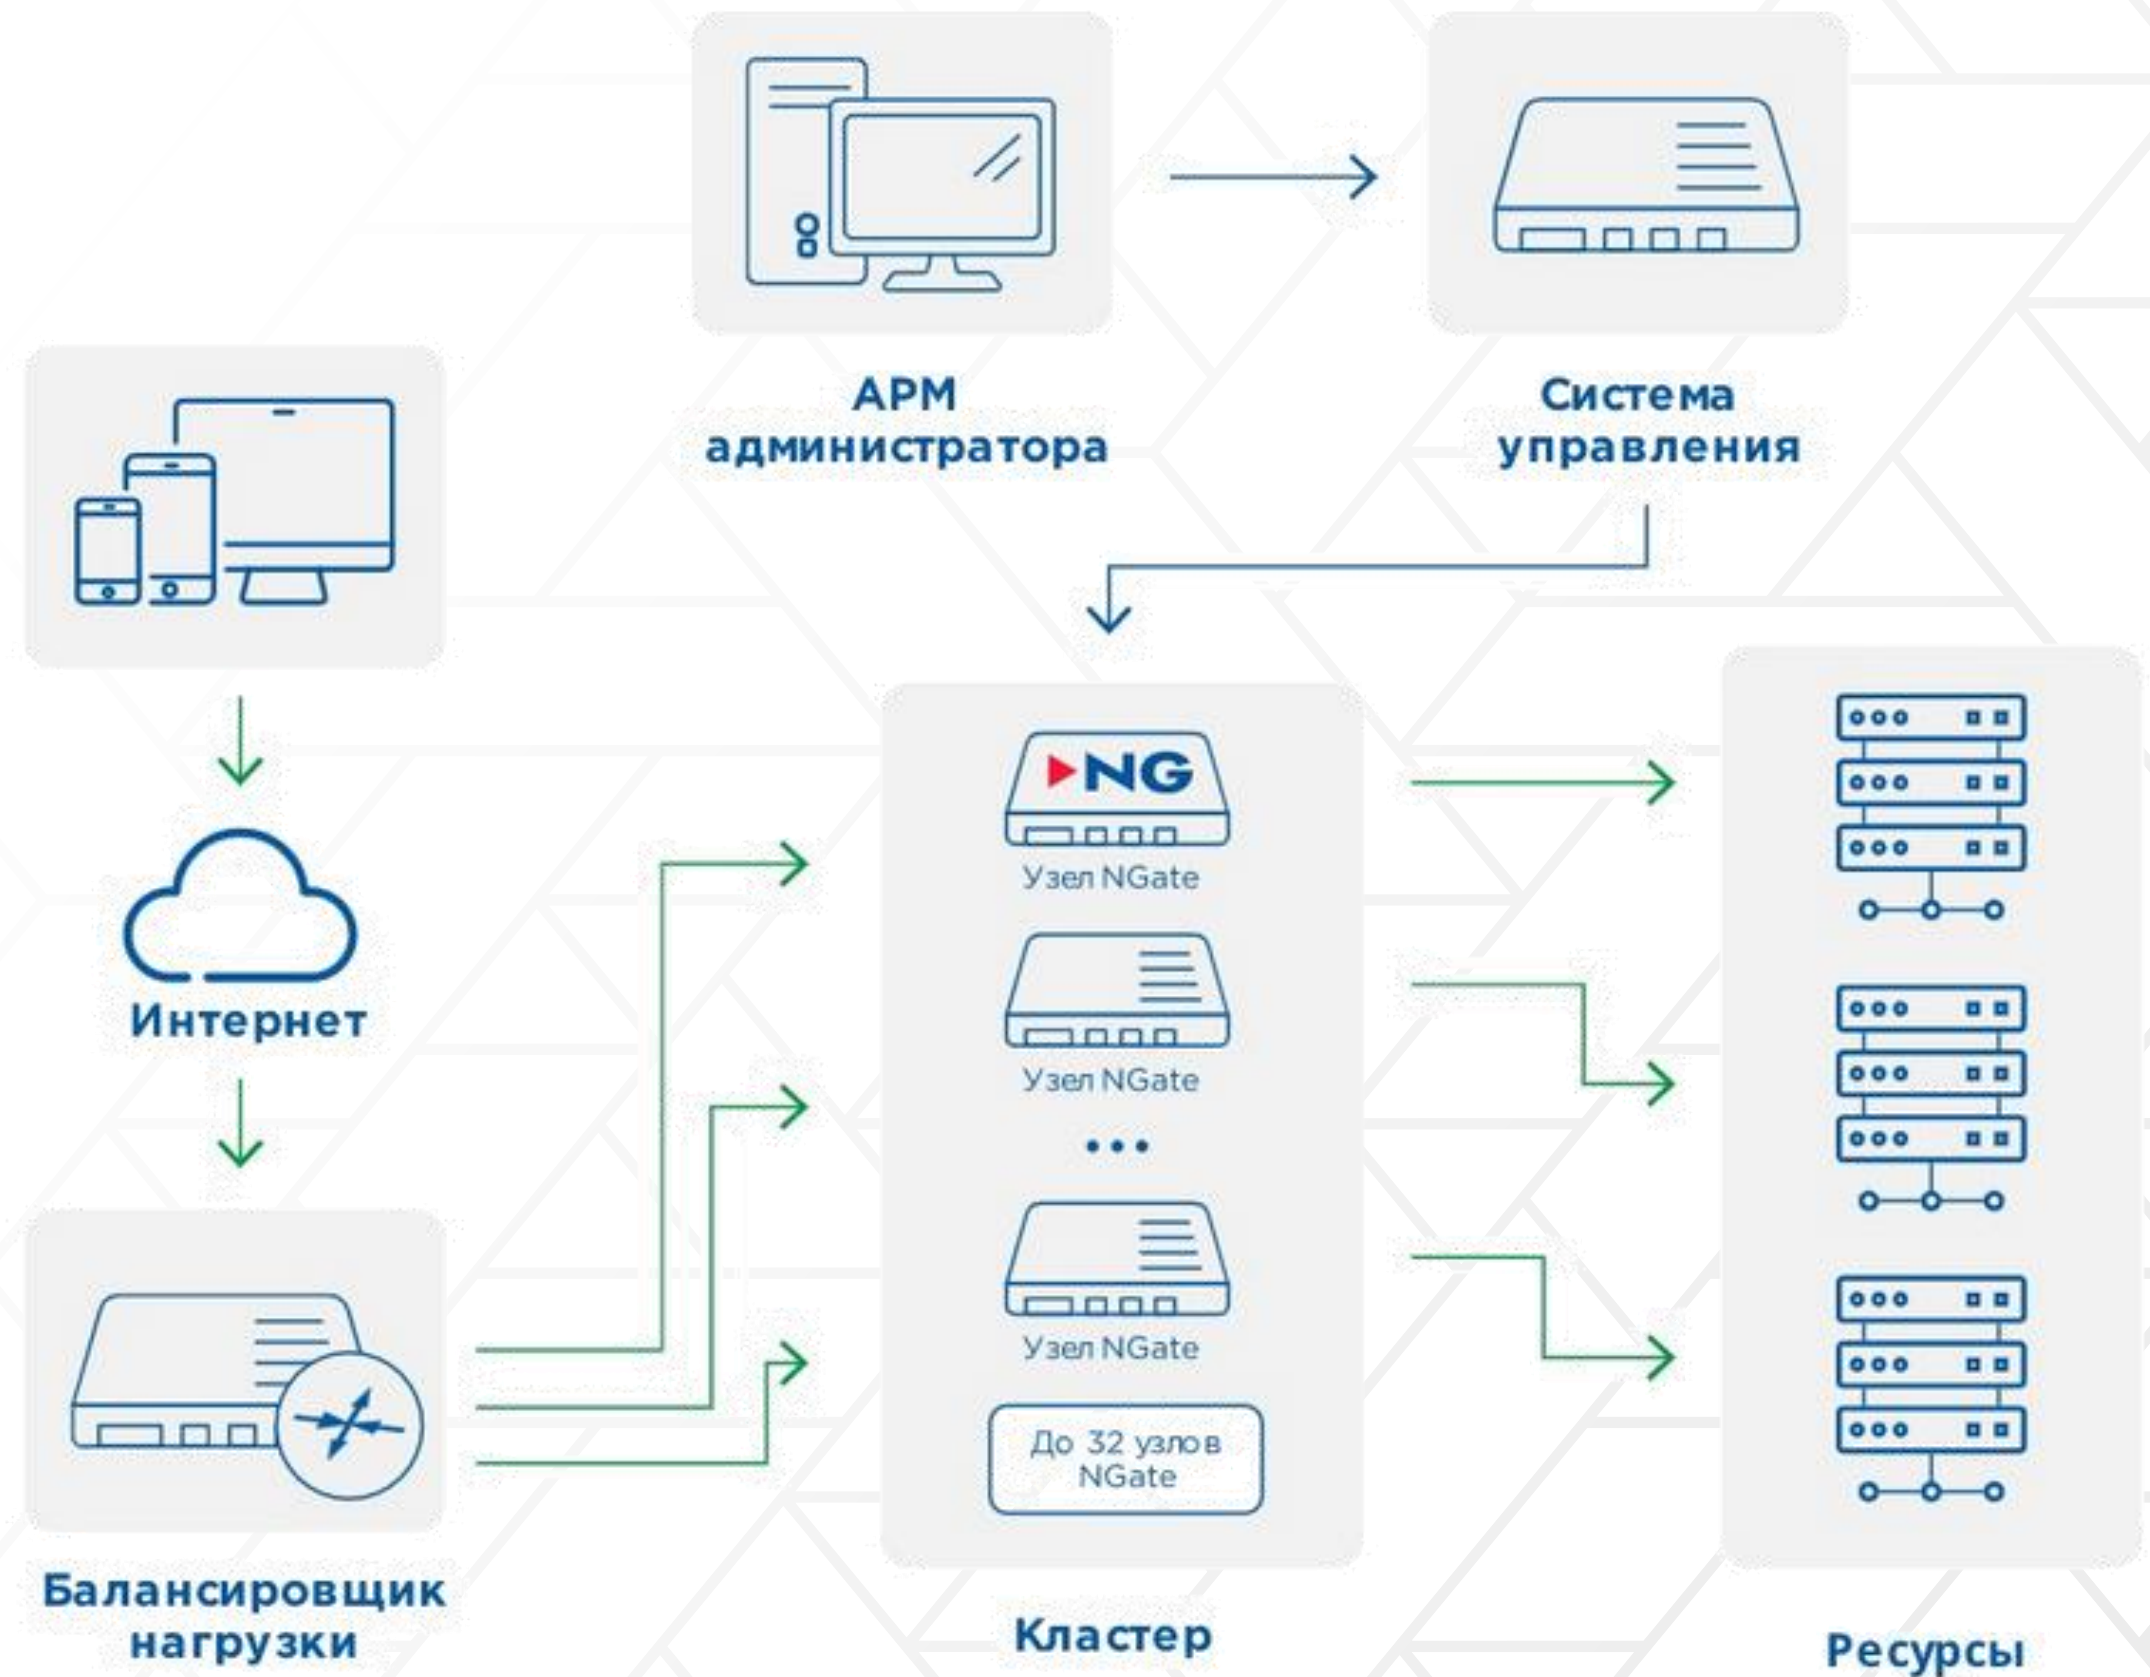 АРМ
администратора
Система
управления
Интернет
Балансировщик
нагрузки
NG
Узел NGate
Узел NGate
...
Узел NGate
До 32 узлов
NGate
Кластер
Ресурсы